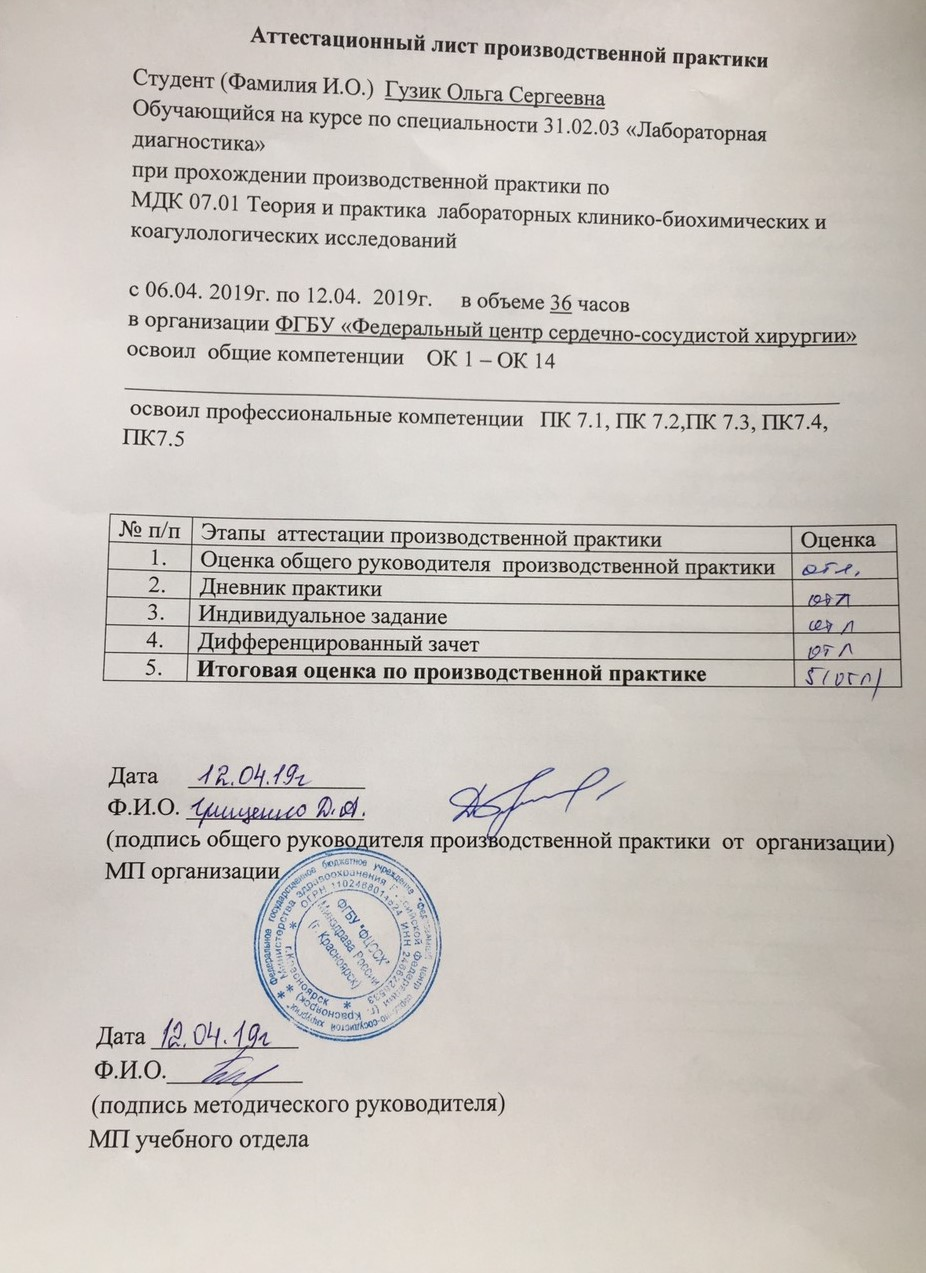 Аттестационный лист производственной практики
Студент (Фамилия И.О.) Гузик Ольга Сергеевна
Обучающийся на курсе по специальности 31.02.03 «Лабораторная
диагностика»
при прохождении производственной практики по
МДК 07.01 Теория и практика лабораторных клинико-биохимических и
коагулологических исследований
с 06.04. 2019г. по 12.04. 2019г. в объеме 36 часов
в организации ФГБУ «Федеральный центр сердечно-сосудистой хирургии»
освоил общие компетенции ОК 1 – ОК 14
освоил профессиональные компетенции ПК 7.1, ПК 7.2,ПК 7.3, ПК7.4,
ПК7.5
№ п/п Этапы аттестации производственной практики Оценка
1. Оценка общего руководителя производственной практики отл.
2. Дневник практики отл
3. Индивидуальное задание отл
4. Дифференцированный зачет отл
5. Итоговая оценка по производственной практике 5(отл)
Дата 12.04.19г
Ф.И.О. Грищенко Д.А.
(подпись общего руководителя производственной практики от организации)
МП организации
ФГБУ "ФЦССХ"
Минздрава России
(г. Красноярск)
Дата 12.04.19г
Ф.И.О.
(подпись методического руководителя)
МП учебного отдела